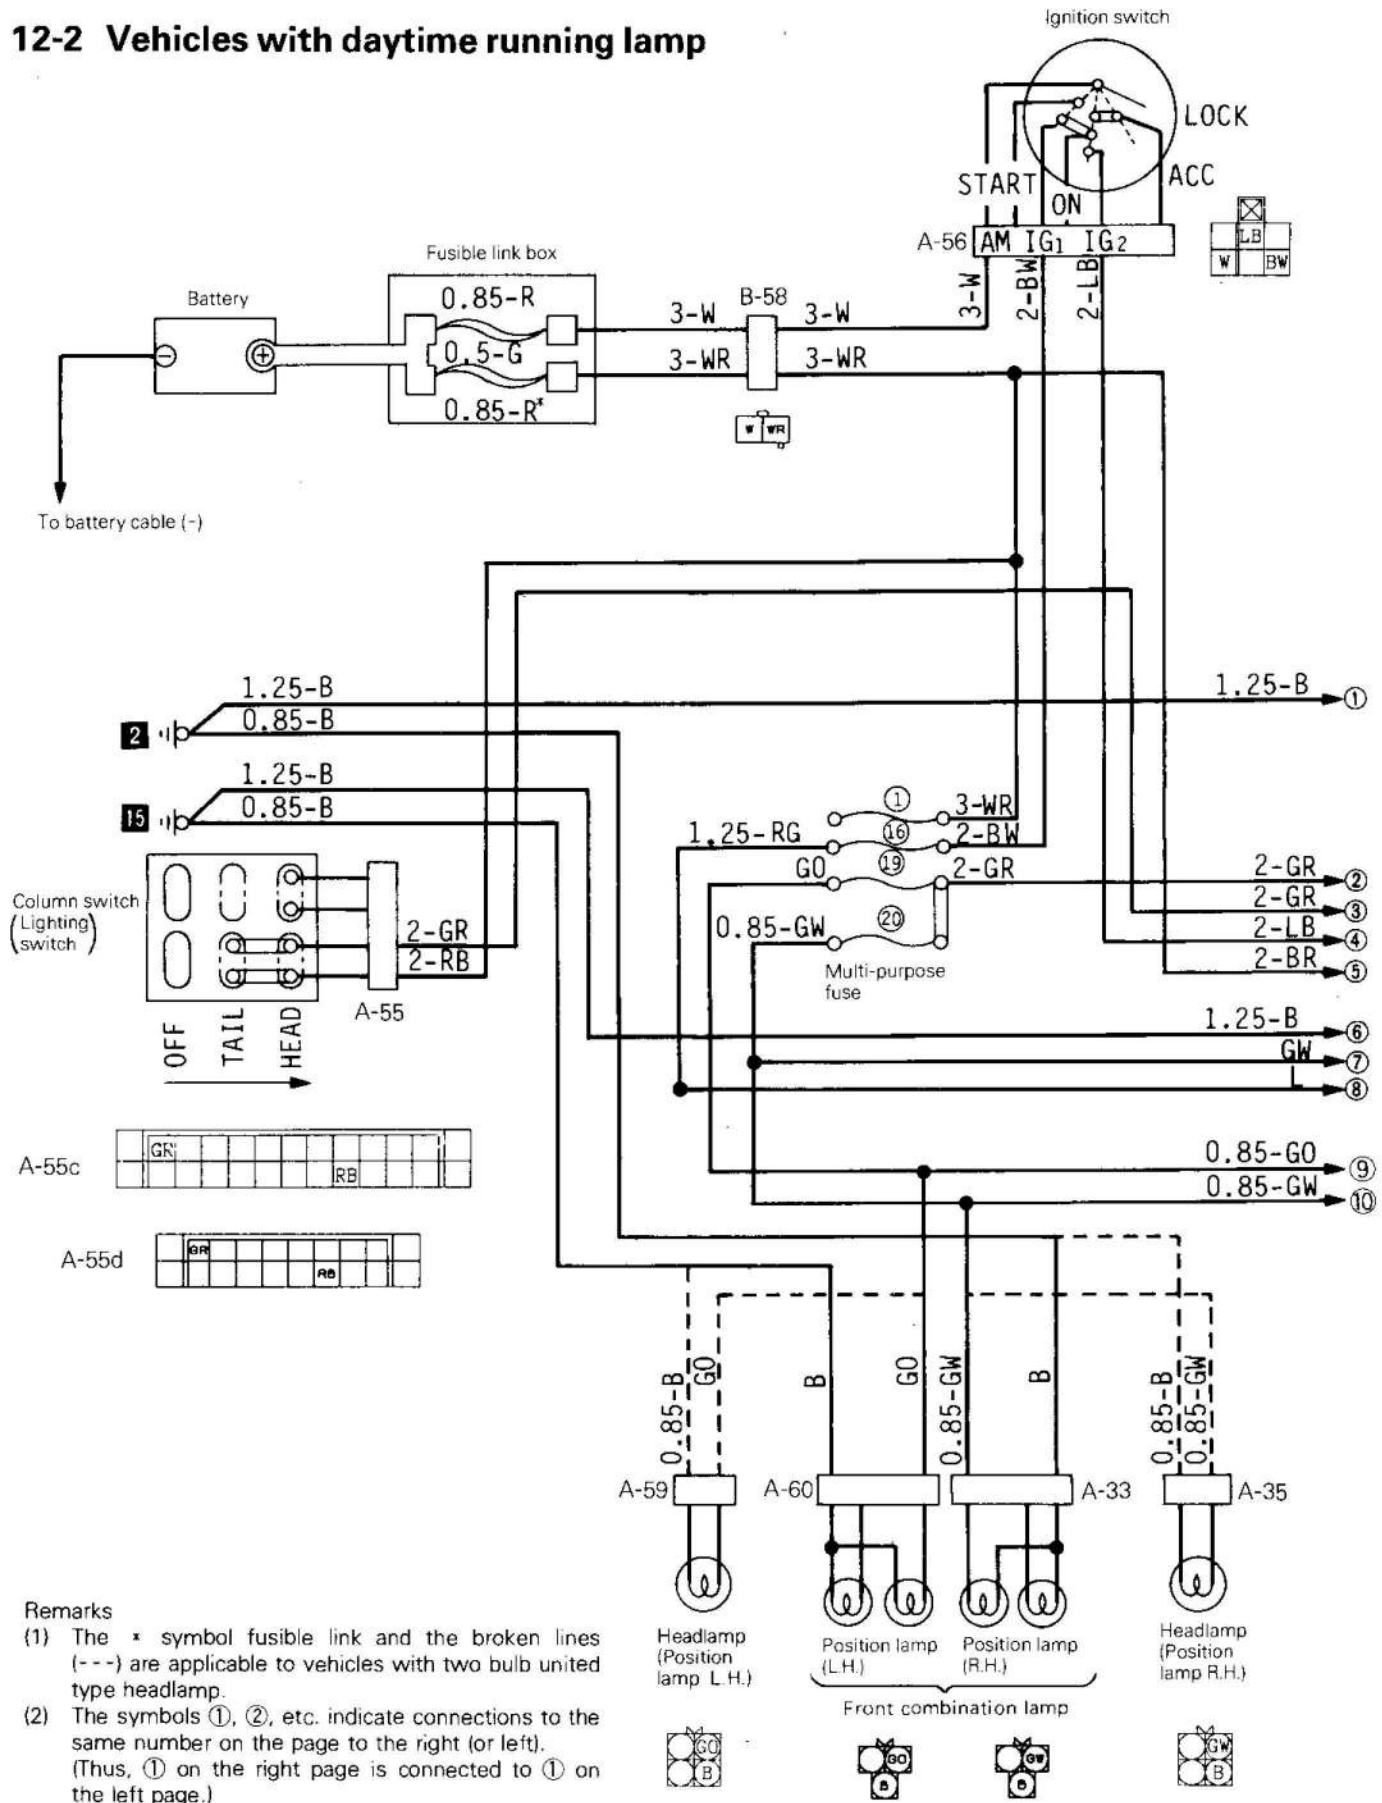 12-2 Vehicles with daytime running lamp
Ignition switch
LOCK
ACC
START
ON
A-56
AM IG1 IG2
LB
W
BW
3-W
2-BW
2-LB
Fusible link box
Battery
0.85-R
0.5-G
0.85-R*
B-58
3-W
3-W
3-WR
3-WR
W WR
To battery cable (-)
1.25-B
0.85-B
2
1.25-B
①
1.25-B
0.85-B
15
①
3-WR
1.25-RG
⑯
2-BW
GO
⑲
2-GR
0.85-GW
⑳
Multi-purpose
fuse
2-GR
②
2-GR
③
2-LB
④
2-BR
⑤
Column switch
(Lighting
switch)
2-GR
2-RB
A-55
OFF
TAIL
HEAD
1.25-B
⑥
GW
⑦
L
⑧
A-55c
GR
RB
0.85-GO
⑨
0.85-GW
⑩
A-55d
GR
RB
0.85-B
GO
B
GO
0.85-GW
B
0.85-B
0.85-GW
A-59
A-60
A-33
A-35
Headlamp
(Position
lamp L.H.)
Position lamp
(L.H.)
Position lamp
(R.H.)
Headlamp
(Position
lamp R.H.)
Front combination lamp
GO
B
GO
B
GW
B
GW
B
Remarks
(1) The * symbol fusible link and the broken lines
(---) are applicable to vehicles with two bulb united
type headlamp.
(2) The symbols ①, ②, etc. indicate connections to the
same number on the page to the right (or left).
(Thus, ① on the right page is connected to ① on
the left page.)